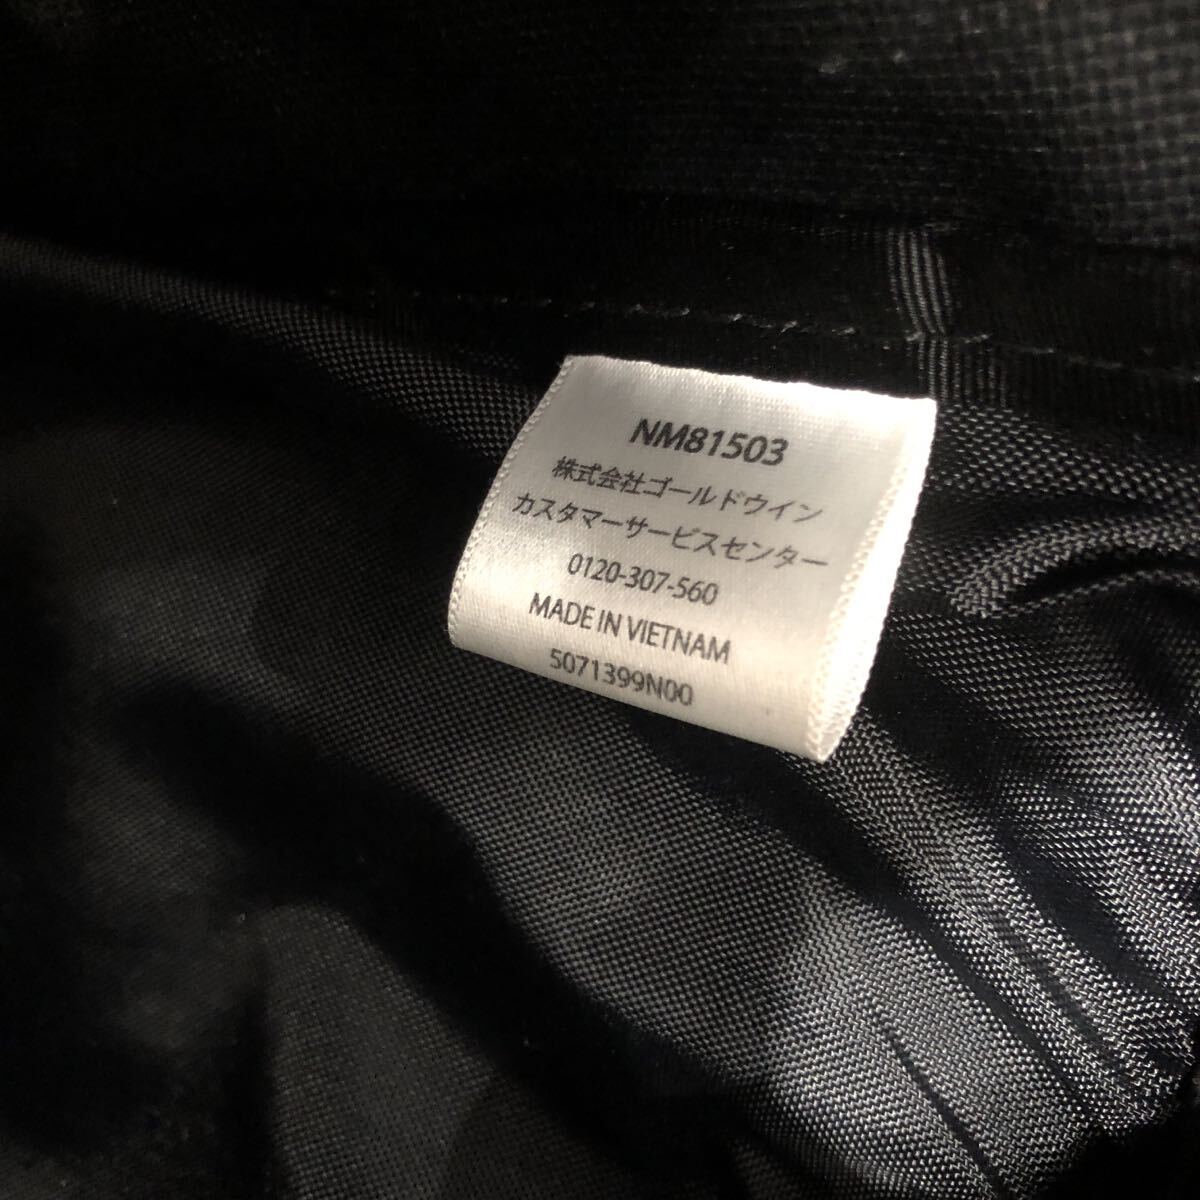 NM81503
株式会社ゴールドウイン
カスタマーサービスセンター
0120-307-560
MADE IN VIETNAM
5071399N00